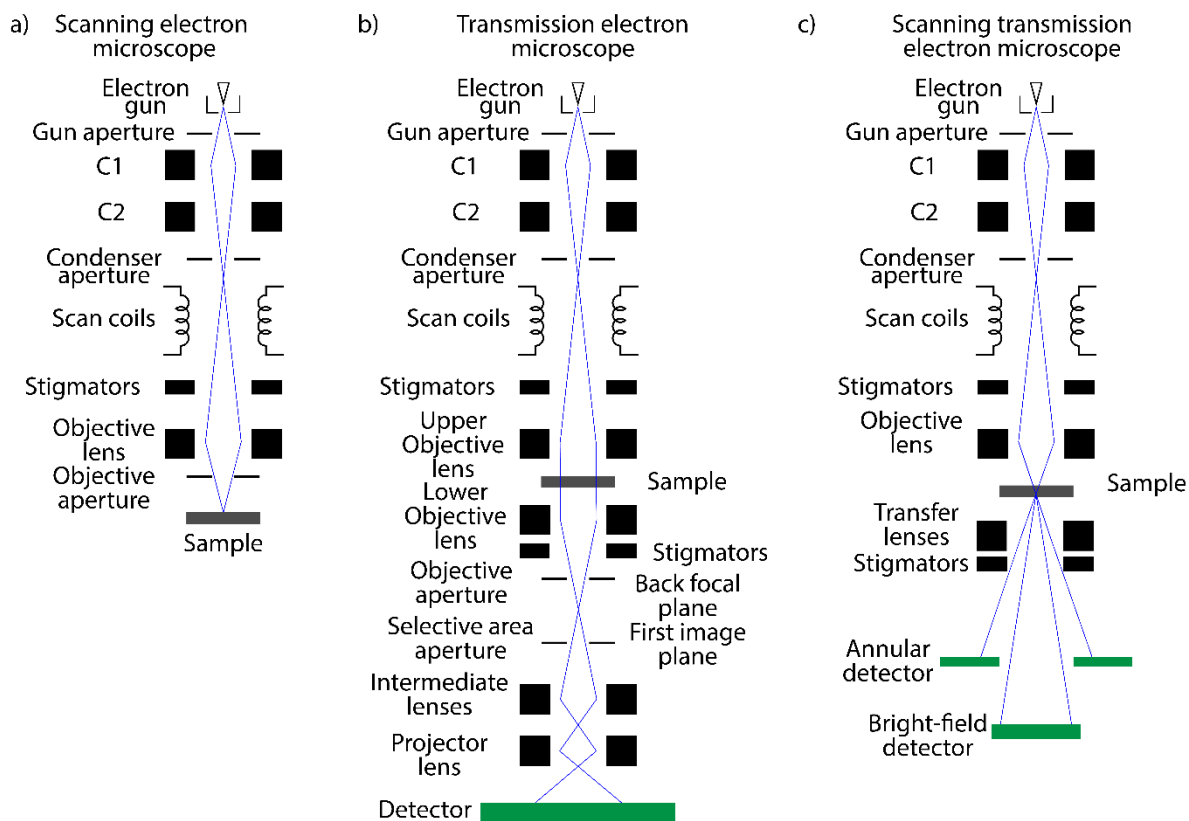 a)
Scanning electron
microscope
Electron
gun
Gun aperture
C1
C2
Condenser
aperture
Scan coils
Stigmators
Objective
lens
Objective
aperture
Sample
b)
Transmission electron
microscope
Electron
gun
Gun aperture
C1
C2
Condenser
aperture
Scan coils
Stigmators
Upper
Objective
lens
Sample
Lower
Objective
lens
Stigmators
Objective
aperture
Back focal
plane
Selective area
aperture
First image
plane
Intermediate
lenses
Projector
lens
Detector
c)
Scanning transmission
electron microscope
Electron
gun
Gun aperture
C1
C2
Condenser
aperture
Scan coils
Stigmators
Objective
lens
Sample
Transfer
lenses
Stigmators
Annular
detector
Bright-field
detector